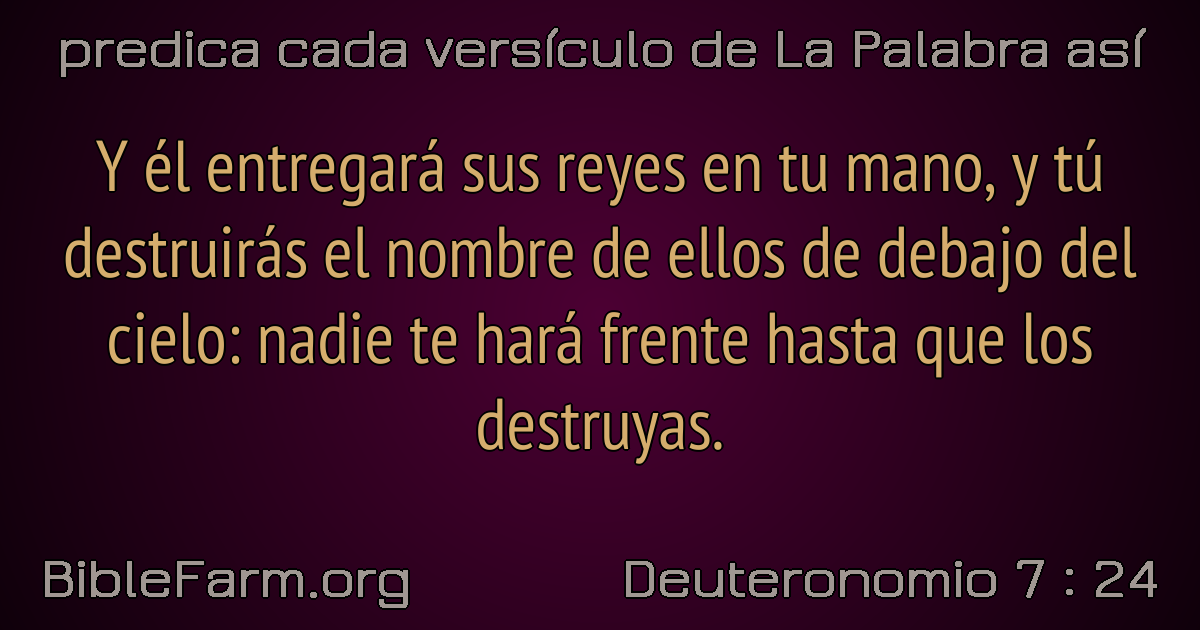 predica cada versículo de La Palabra así
Y él entregará sus reyes en tu mano, y tú
destruirás el nombre de ellos de debajo del
cielo: nadie te hará frente hasta que los
destruyas.
BibleFarm.org
Deuteronomio 7 : 24